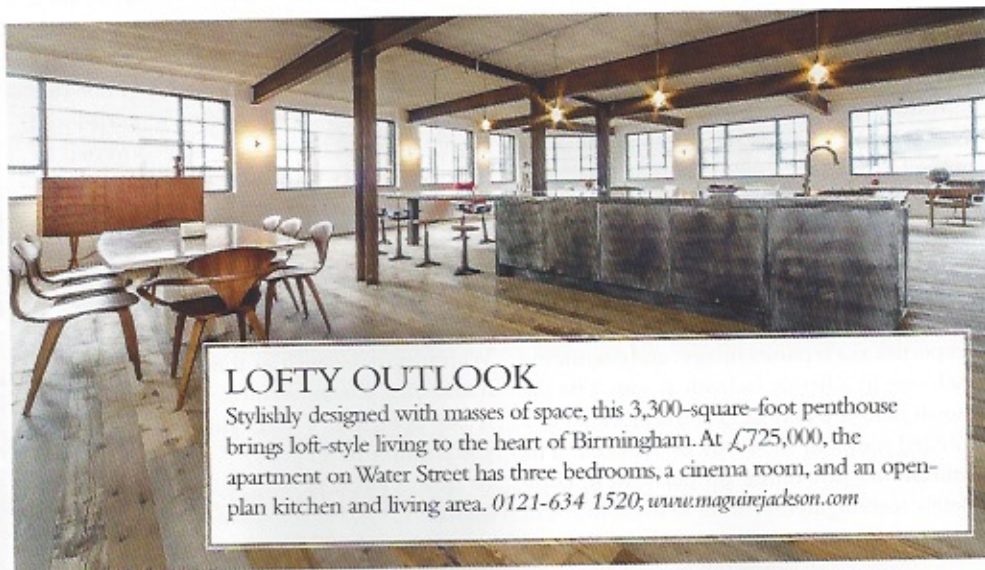 LOFTY OUTLOOK
Stylishly designed with masses of space, this 3,300-square-foot penthouse
brings loft-style living to the heart of Birmingham. At £725,000, the
apartment on Water Street has three bedrooms, a cinema room, and an open-
plan kitchen and living area. 0121-634 1520; www.maguirejackson.com